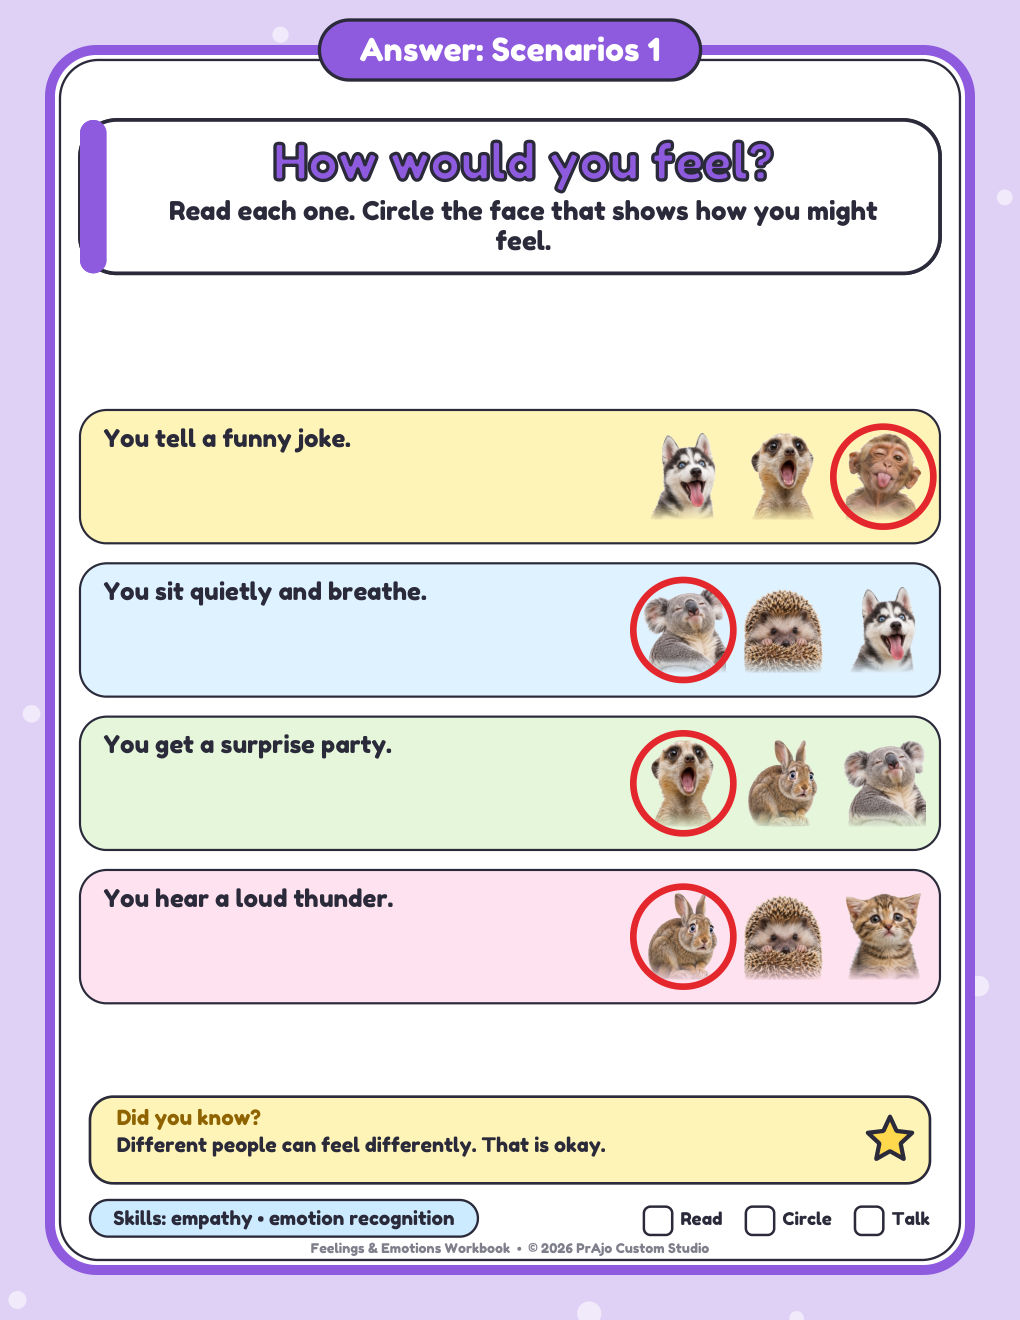 Answer: Scenarios 1
How would you feel?
Read each one. Circle the face that shows how you might
feel.
You tell a funny joke.
You sit quietly and breathe.
You get a surprise party.
You hear a loud thunder.
Did you know?
Different people can feel differently. That is okay.
Skills: empathy • emotion recognition
Read
Circle
Talk
Feelings & Emotions Workbook • © 2026 PrAjo Custom Studio